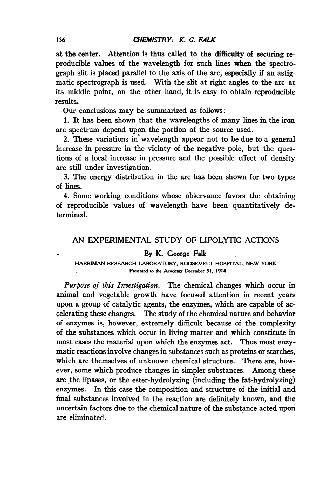 156 CHEMISTRY: K. G. FALK
at the center. Attention is thus called to the difficulty of securing re-
producible values of the wavelength for such lines when the spectro-
graph slit is placed parallel to the axis of the arc, especially if an astig-
matic spectrograph is used. With the slit at right angles to the arc at
its middle point, on the other hand, it is easy to obtain reproducible
results.
Our conclusions may be summarized as follows:
1. It has been shown that the wavelengths of many lines in the iron
arc spectrum depend upon the portion of the source used.
2. These variations in wavelength appear not to be due to a general
increase in pressure in the vicinity of the negative pole, but the ques-
tions of a local increase in pressure and the possible effect of density
are still under investigation.
3. The energy distribution in the arc has been shown for two types
of lines.
4. Some working conditions whose observance favors the obtaining
of reproducible values of wavelength have been quantitatively de-
termined.
AN EXPERIMENTAL STUDY OF LIPOLYTIC ACTIONS
By K. George Falk
HARRIMAN RESEARCH LABORATORY, ROOSEVELT HOSPITAL, NEW YORK
Presented to the Academy, December 31, 1914
Purpose of this Investigation. The chemical changes which occur in
animal and vegetable growth have focused attention in recent years
upon a group of catalytic agents, the enzymes, which are capable of ac-
celerating these changes. The study of the chemical nature and behavior
of enzymes is, however, extremely difficult because of the complexity
of the substances which occur in living matter and which constitute in
most cases the material upon which the enzymes act. Thus most enzy-
matic reactions involve changes in substances such as proteins or starches,
which are themselves of unknown chemical structure. There are, how-
ever, some which produce changes in simpler substances. Among these
are the lipases, or the ester-hydrolyzing (including the fat-hydrolyzing)
enzymes. In this case the composition and structure of the initial and
final substances involved in the reaction are definitely known, and the
uncertain factors due to the chemical nature of the substance acted upon
are eliminated.